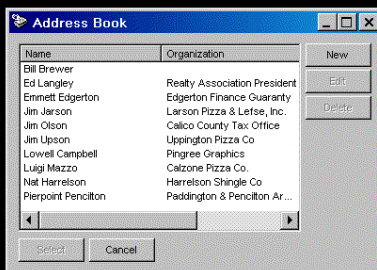 Address Book
Name Organization
New
Bill Brewer
Ed Langley Realty Association President
Edit
Emmett Edgerton Edgerton Finance Guaranty
Jim Jarson Larson Pizza & Lefse, Inc.
Delete
Jim Olson Calico County Tax Office
Jim Upson Uppington Pizza Co
Lowell Campbell Pingree Graphics
Luigi Mazzo Calzone Pizza Co.
Nat Harrelson Harrelson Shingle Co
Pierpoint Pencilton Paddington & Pencilton Ar...
Select Cancel